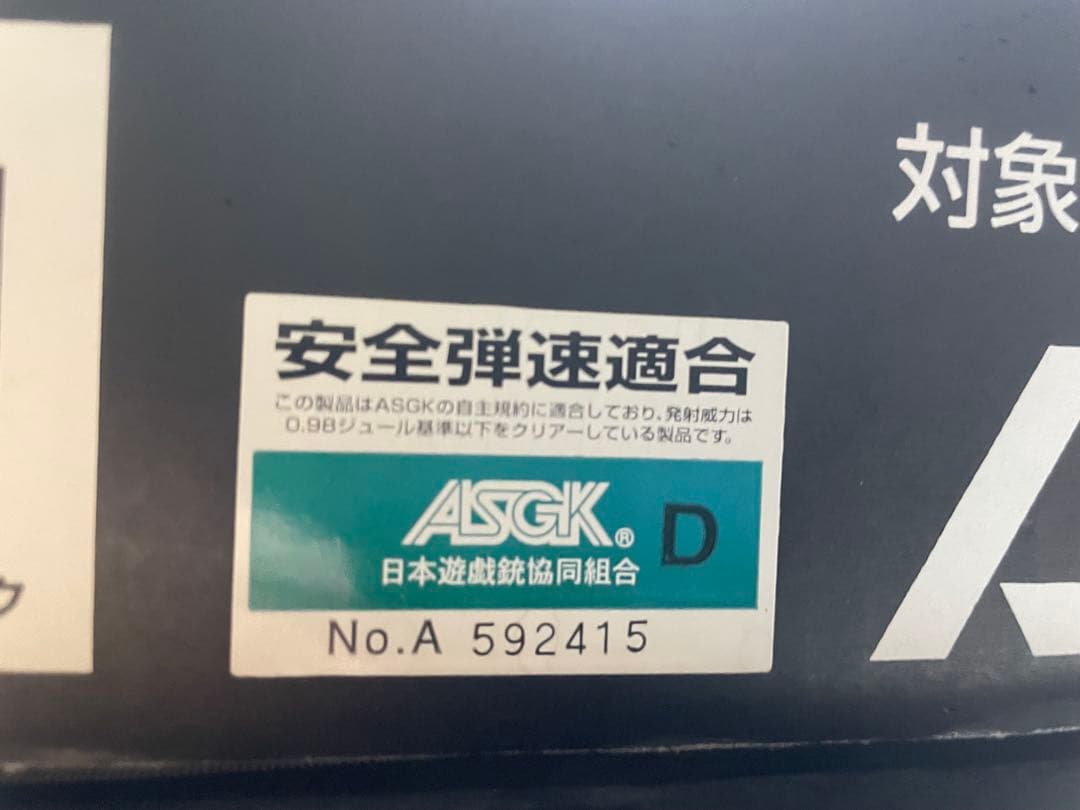 対象
安全弾速適合
この製品はASGKの自主規約に適合しており、発射威力は
0.98ジュール基準以下をクリアーしている製品です。
ASGK® D
日本遊戯銃協同組合
No.A 592415
ク